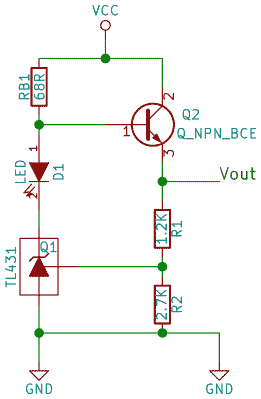 VCC
RB1
68R
2
Q2
1
Q_NPN_BCE
3
1
LED
D1
2
Vout
1.2K
R1
Q1
TL431
2.7K
R2
GND
GND